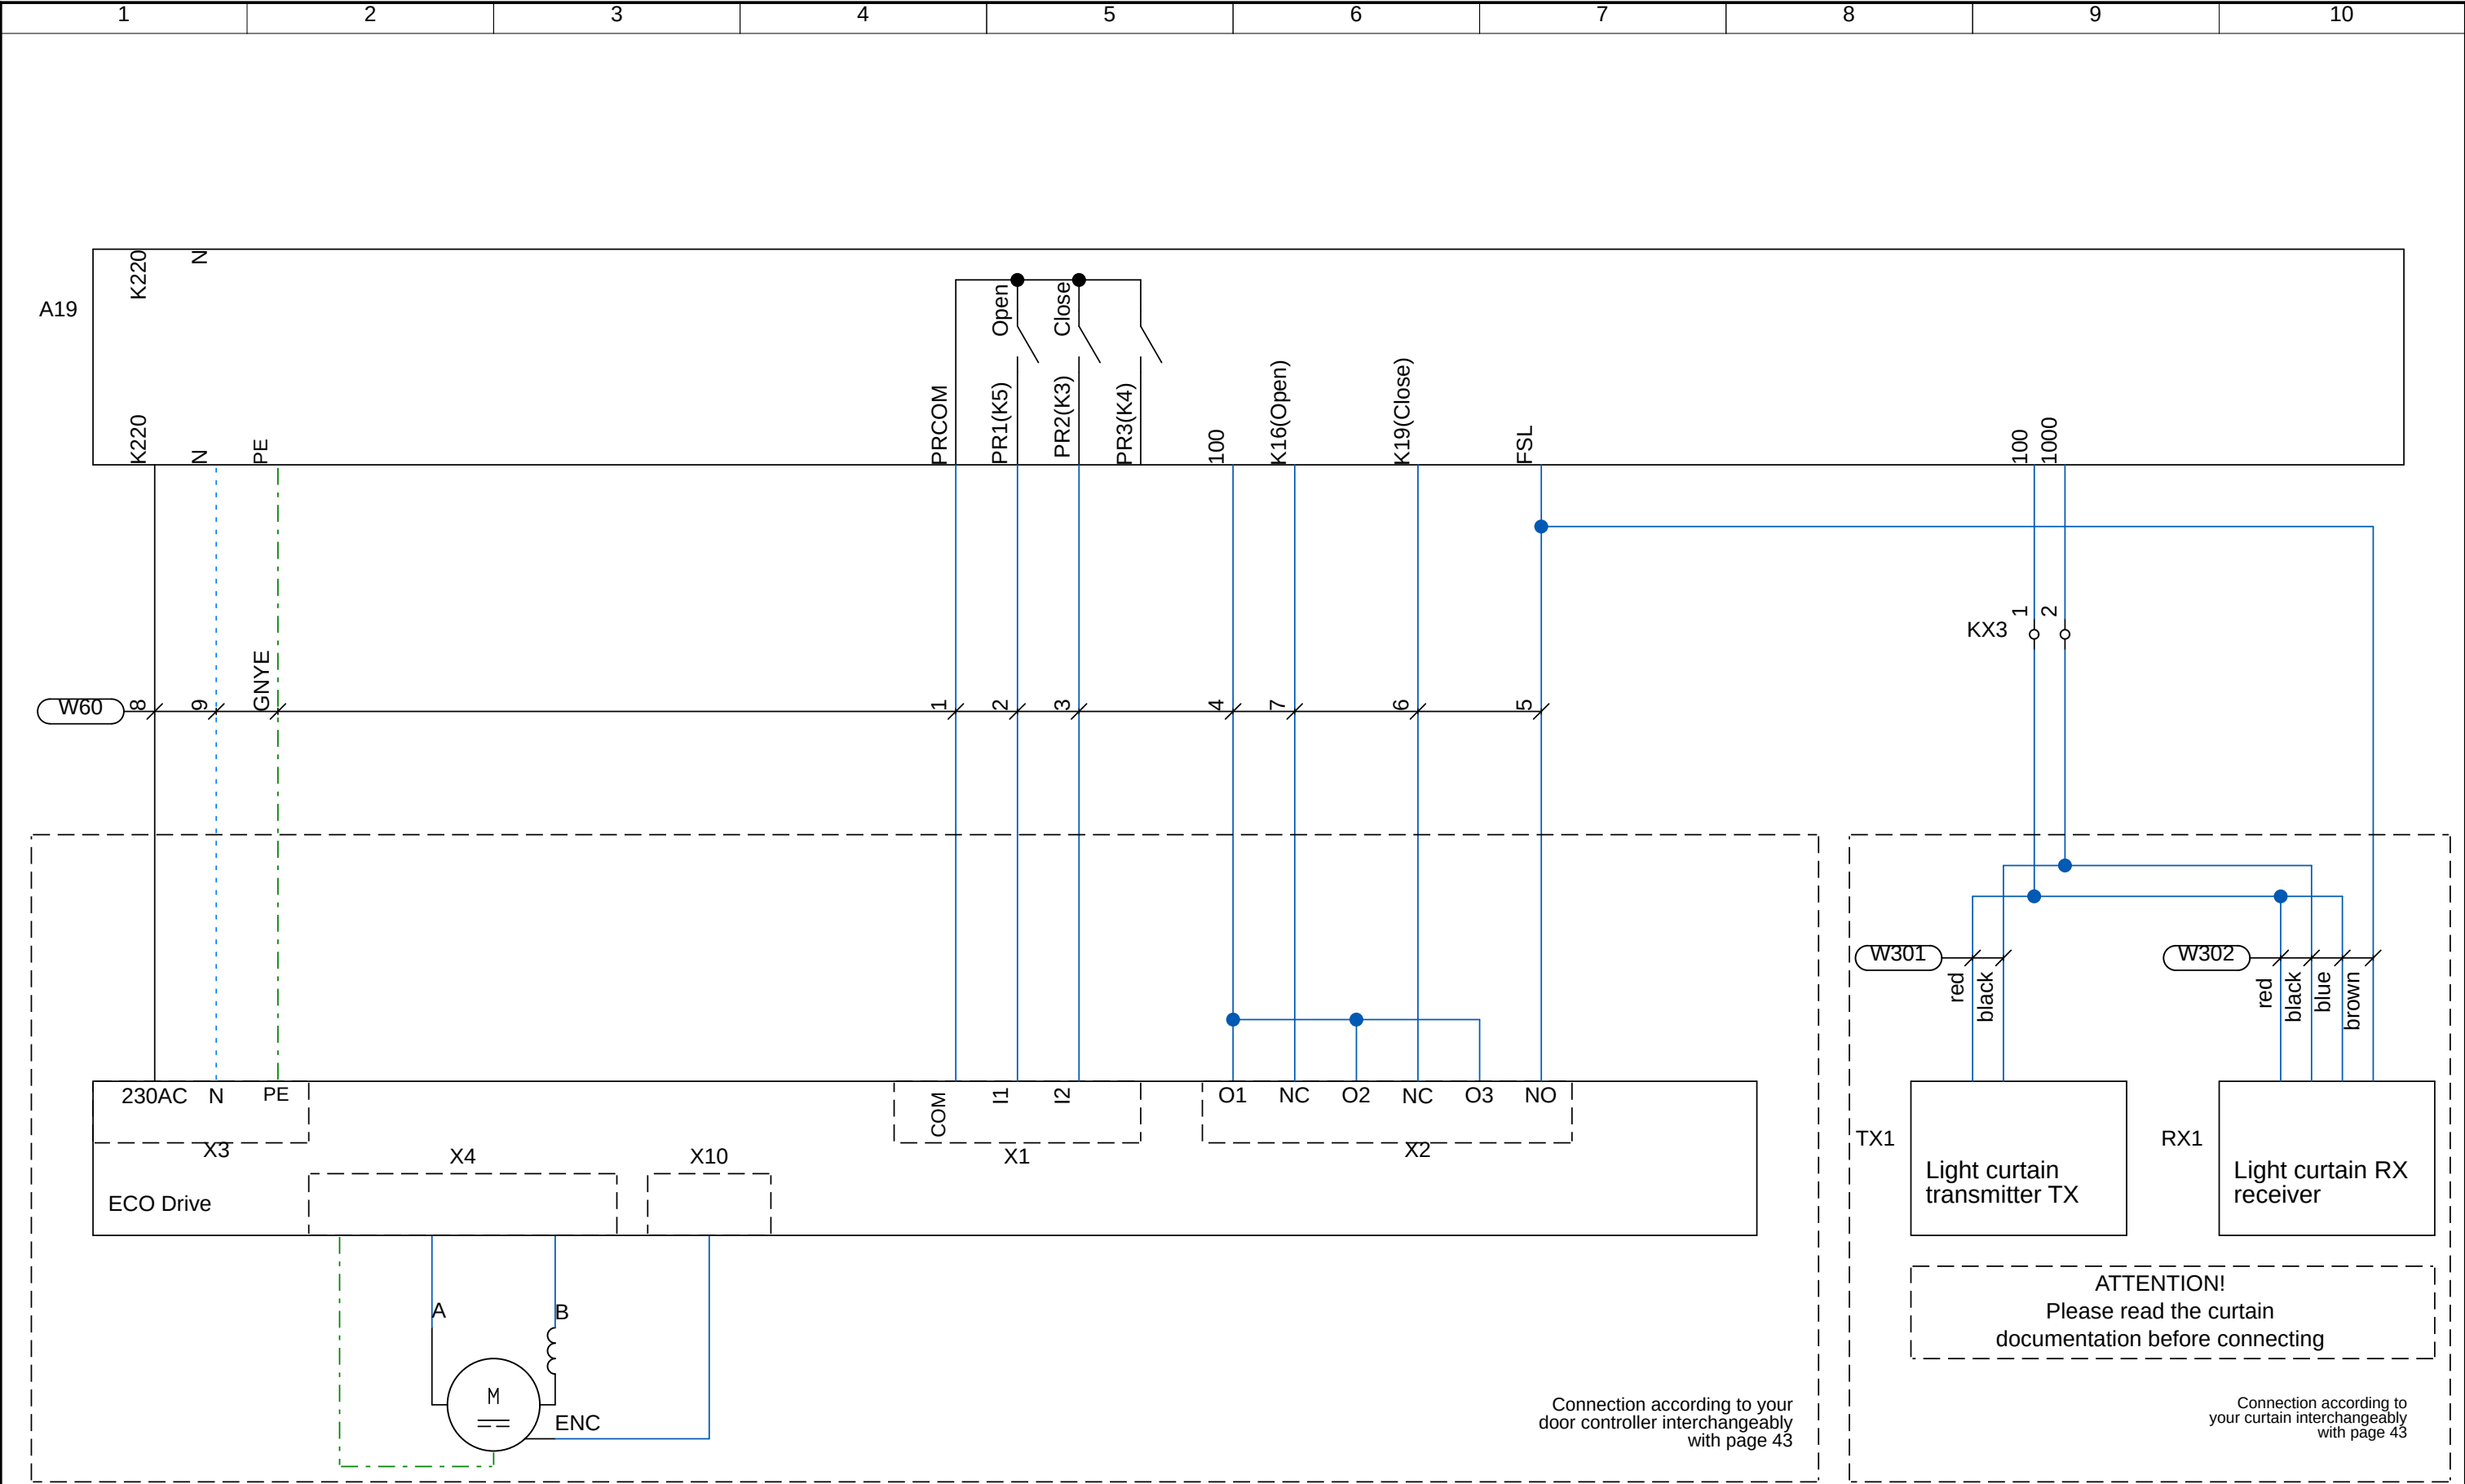 1 2 3 4 5 6 7 8 9 10
K220 N
A19
Open Close
K220 N PE PRCOM PR1(K5) PR2(K3) PR3(K4) 100 K16(Open) K19(Close) FSL 100 1000
KX3 1 2
W60 8 9 GNYE 1 2 3 4 7 6 5
W301 red black
W302 red black blue brown
230AC N PE COM I1 I2 O1 NC O2 NC O3 NO
X3 X4 X10 X1 X2
ECO Drive
TX1
Light curtain
transmitter TX
RX1
Light curtain RX
receiver
A B
M
ENC
ATTENTION!
Please read the curtain
documentation before connecting
Connection according to your
door controller interchangeably
with page 43
Connection according to
your curtain interchangeably
with page 43